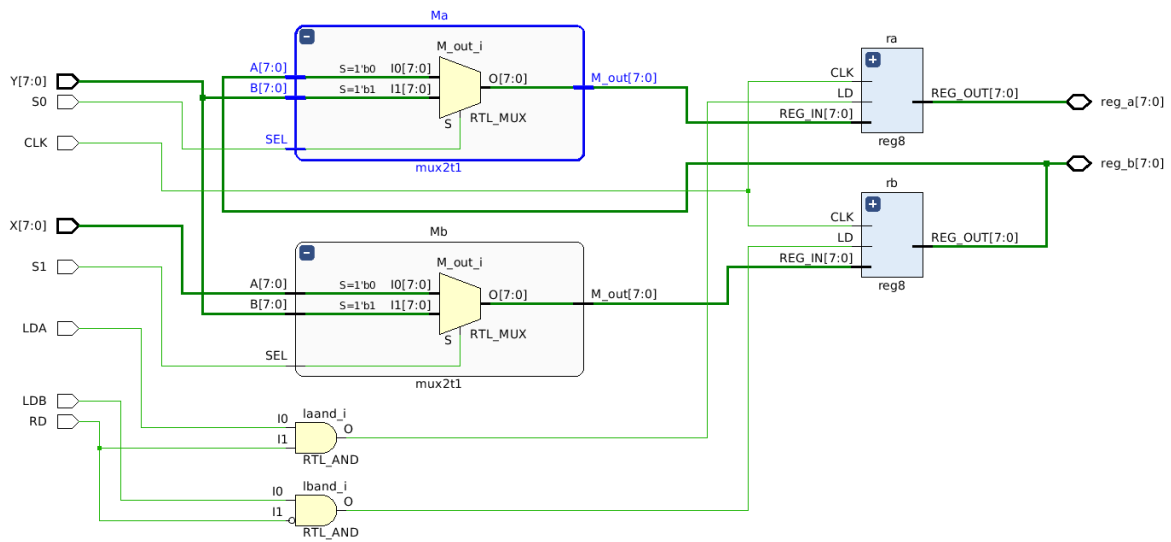 Ma
ra
M_out_i
A[7:0]
S=1'b0
I0[7:0]
O[7:0]
M_out[7:0]
B[7:0]
S=1'b1
I1[7:0]
S
RTL_MUX
SEL
mux2t1
Y[7:0]
S0
CLK
CLK
LD
REG_IN[7:0]
REG_OUT[7:0]
reg8
reg_a[7:0]
reg_b[7:0]
rb
CLK
LD
REG_IN[7:0]
REG_OUT[7:0]
reg8
X[7:0]
S1
Mb
M_out_i
A[7:0]
S=1'b0
I0[7:0]
O[7:0]
M_out[7:0]
B[7:0]
S=1'b1
I1[7:0]
S
RTL_MUX
SEL
mux2t1
LDA
LDB
RD
laand_i
I0
O
I1
RTL_AND
lband_i
I0
O
I1
RTL_AND